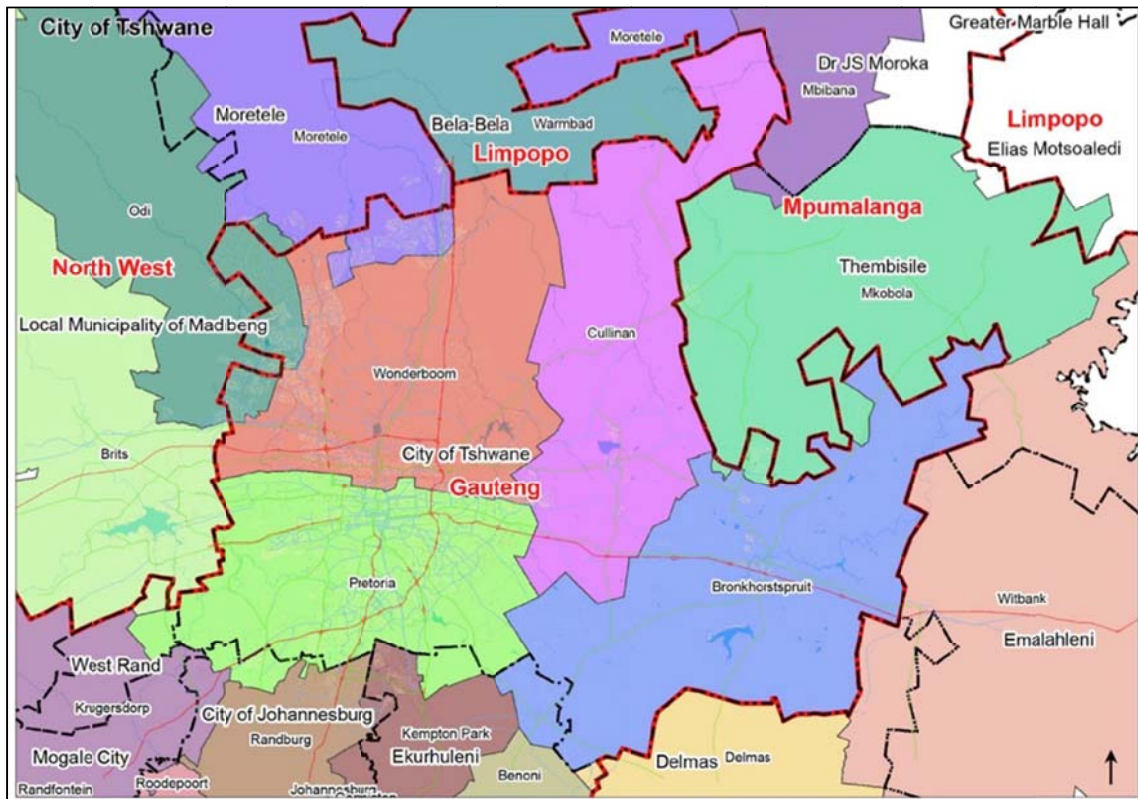 City of Tshwane
Greater Marble Hall
Moretele
Dr JS Moroka
Mbibana
Moretele
Moretele
Bela-Bela
Warmbad
Limpopo
Limpopo
Elias Motsoaledi
Odi
Mpumalanga
North West
Thembisile
Mkobola
Local Municipality of Madibeng
Cullinan
Wonderboom
Brits
City of Tshwane
Gauteng
Pretoria
Bronkhorstspruit
Witbank
Emalahleni
West Rand
Krugersdorp
City of Johannesburg
Randburg
Kempton Park
Ekurhuleni
Mogale City
Delmas
Delmas
Benoni
Roodepoort
Randfontein
Johannesburg